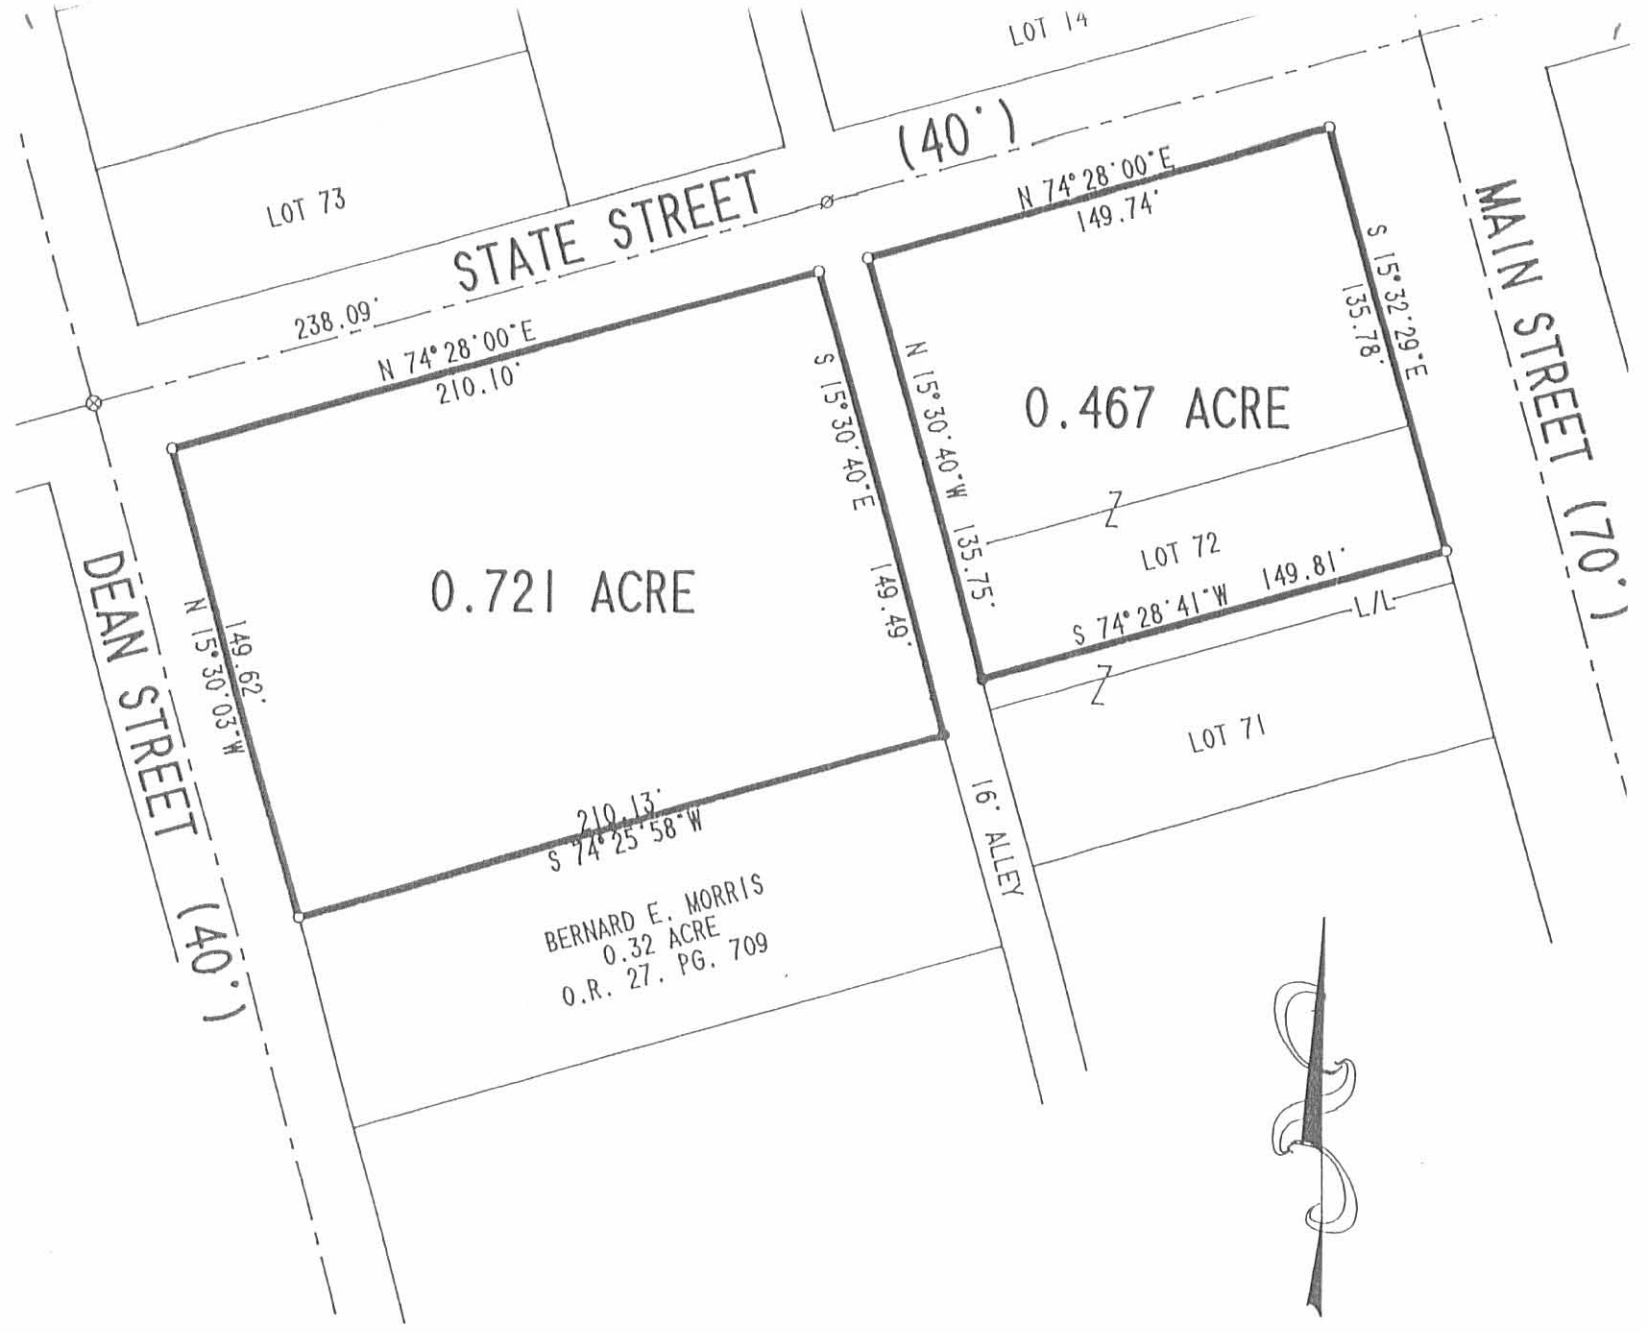 LOT 14
(40')
LOT 73
STATE STREET
238.09'
N 74°28'00"E
210.10'
N 74°28'00"E
149.74'
S 15°32'29"E
135.78'
MAIN STREET (70')
S 15°30'40"E
149.49'
N 15°30'40"W
135.75'
0.467 ACRE
LOT 72
S 74°28'41"W
149.81'
L/L
LOT 71
0.721 ACRE
DEAN STREET (40')
149.62'
N 15°30'03"W
210.13'
S 74°25'58"W
16' ALLEY
BERNARD E. MORRIS
0.32 ACRE
O.R. 27. PG. 709